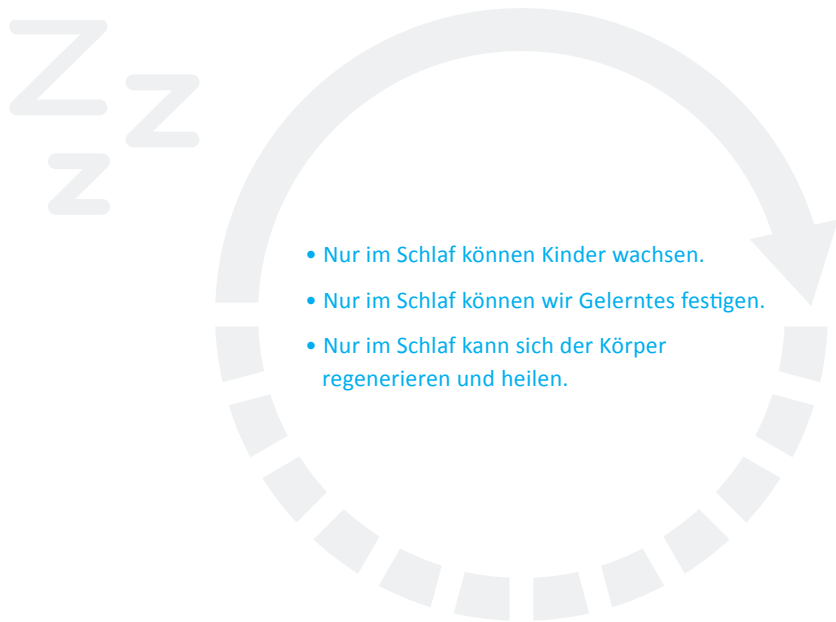 Z
Z
Z
• Nur im Schlaf können Kinder wachsen.
• Nur im Schlaf können wir Gelerntes festigen.
• Nur im Schlaf kann sich der Körper
regenerieren und heilen.